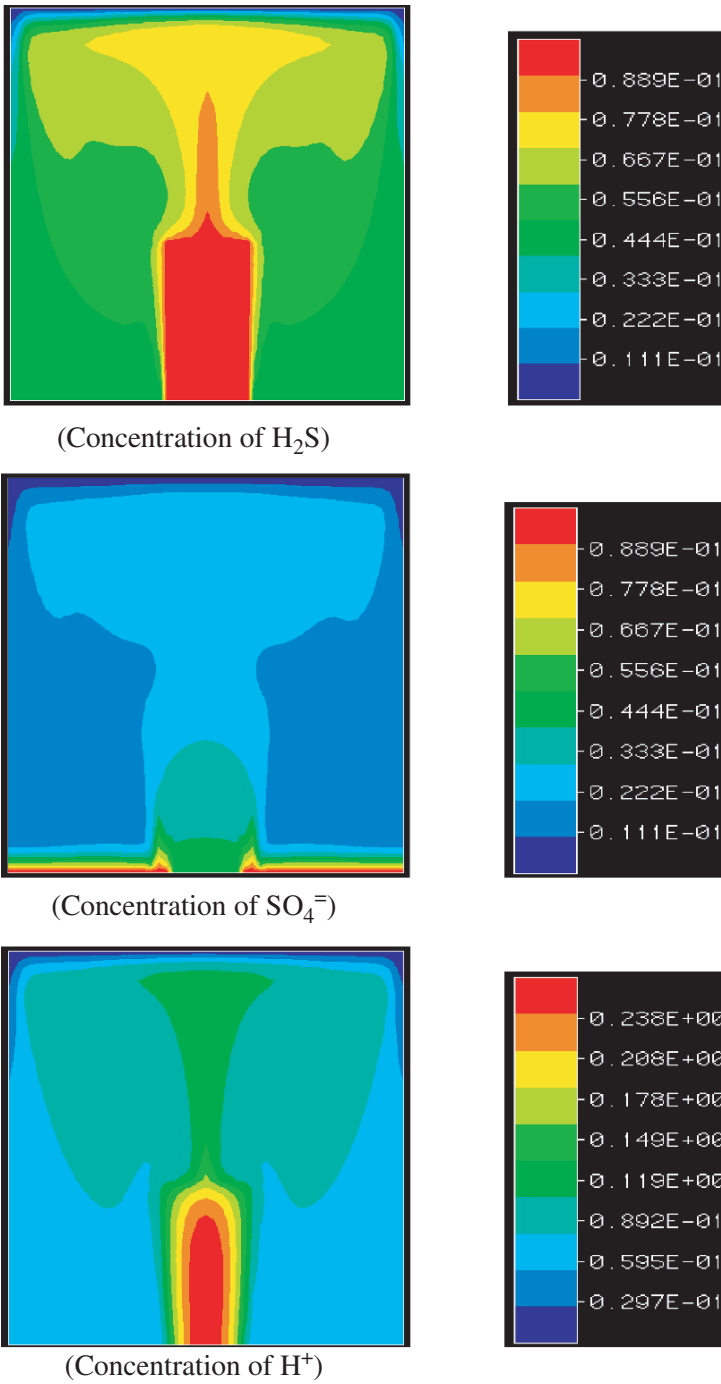 0.889E-01
0.778E-01
0.667E-01
0.556E-01
0.444E-01
0.333E-01
0.222E-01
0.111E-01
(Concentration of H₂S)
0.889E-01
0.778E-01
0.667E-01
0.556E-01
0.444E-01
0.333E-01
0.222E-01
0.111E-01
(Concentration of SO₄⁼)
0.238E+00
0.208E+00
0.178E+00
0.149E+00
0.119E+00
0.892E-01
0.595E-01
0.297E-01
(Concentration of H⁺)